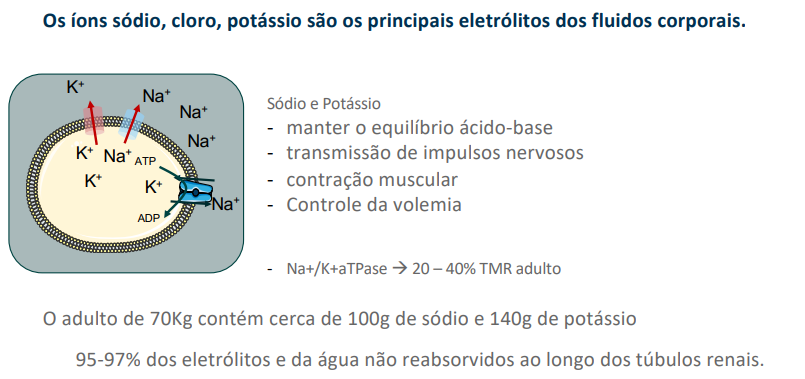 Os íons sódio, cloro, potássio são os principais eletrólitos dos fluidos corporais.
K⁺
Na⁺
Na⁺
Na⁺
K⁺
Na⁺
ATP
K⁺
K⁺
Na⁺
ADP
Sódio e Potássio
- manter o equilíbrio ácido-base
- transmissão de impulsos nervosos
- contração muscular
- Controle da volemia
- Na+/K+aTPase → 20 – 40% TMR adulto
O adulto de 70Kg contém cerca de 100g de sódio e 140g de potássio
95-97% dos eletrólitos e da água não reabsorvidos ao longo dos túbulos renais.